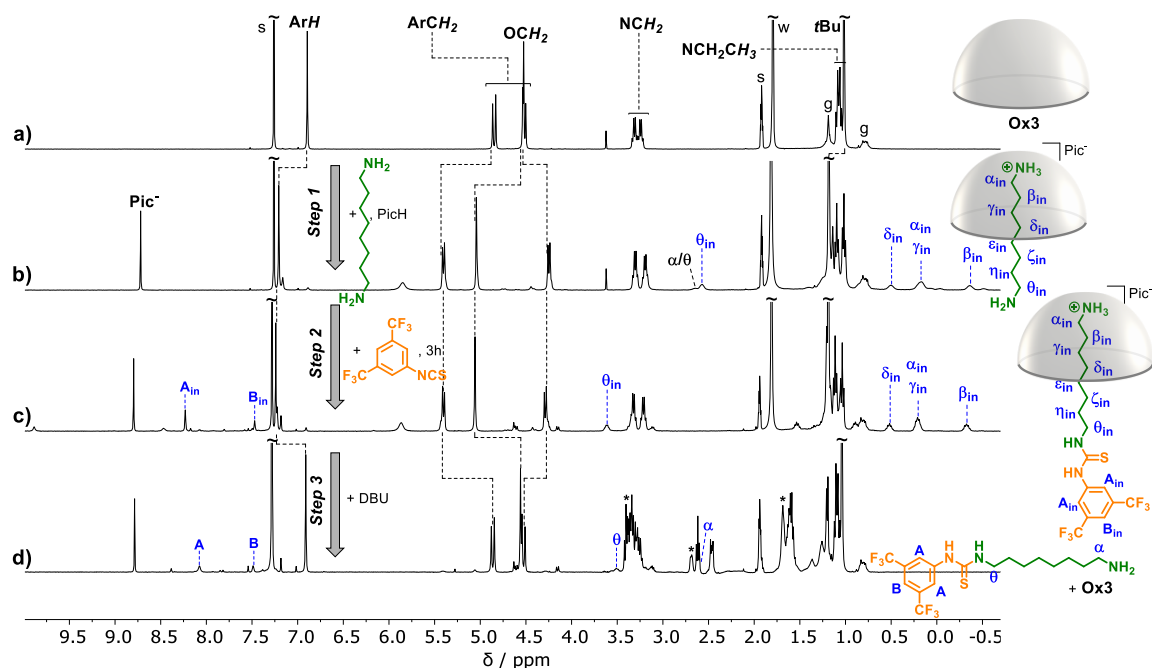 s
ArH
ArCH₂
OCH₂
NCH₂
NCH₂CH₃
tBu
w
s
g
g
a)
Ox3
Step 1
+
NH₂
, PicH
H₂N
Pic⁻
α/θ
θin
δin
αin
γin
βin
b)
Pic⁻
⊕NH₃
αin
βin
γin
δin
εin
ζin
ηin
H₂N
θin
Step 2
+
CF₃
F₃C
NCS
, 3h
Ain
Bin
θin
δin
αin
γin
βin
c)
Pic⁻
⊕NH₃
αin
βin
γin
δin
εin
ζin
ηin
θin
HN
S
NH
Ain
Ain
CF₃
F₃C
Bin
Step 3
+ DBU
A
B
*
θ
*
α
*
d)
F₃C
A
H
N
H
N
S
θ
α
NH₂
B
A
CF₃
+ Ox3
9.5 9.0 8.5 8.0 7.5 7.0 6.5 6.0 5.5 5.0 4.5 4.0 3.5 3.0 2.5 2.0 1.5 1.0 0.5 0.0 -0.5
δ / ppm